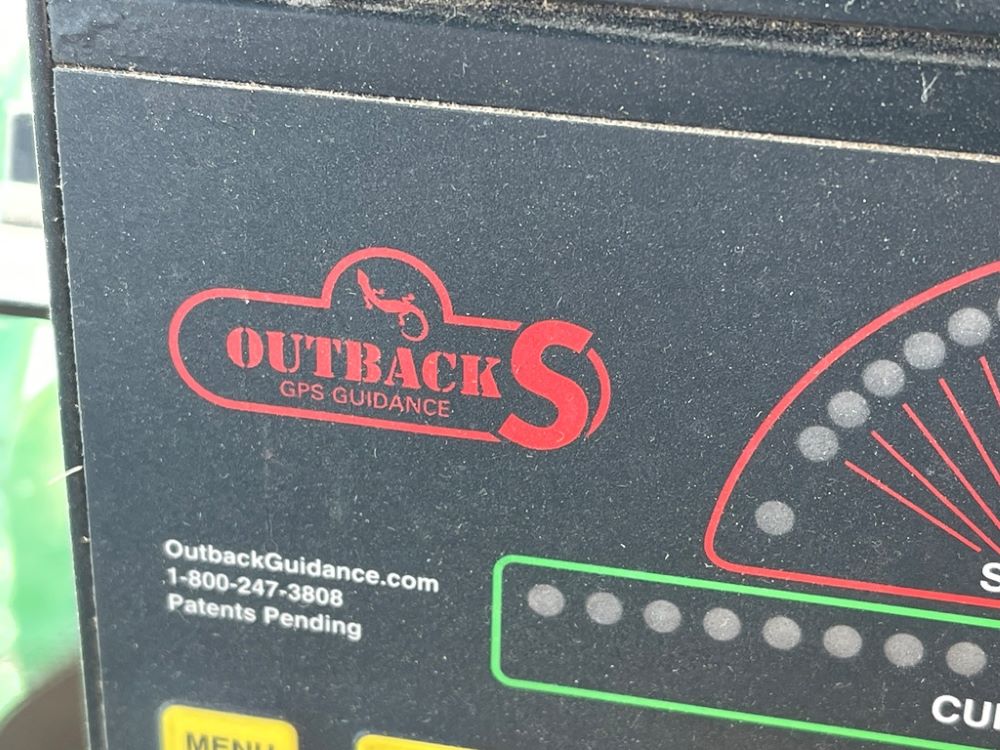 OUTBACK S
GPS GUIDANCE
OutbackGuidance.com
1-800-247-3808
Patents Pending
MENU